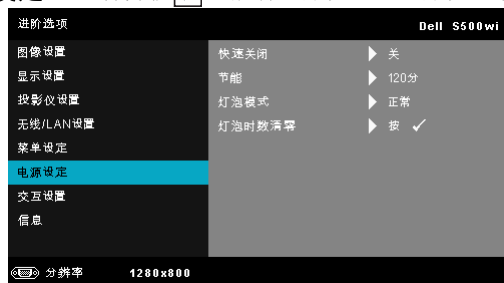 进阶选项 Dell S500wi
图像设置
显示设置
投影仪设置
无线/LAN设置
菜单设定
电源设定
交互设置
信息
快速关闭 关
节能 120分
灯泡模式 正常
灯泡时数清零 按
分辨率 1280x800